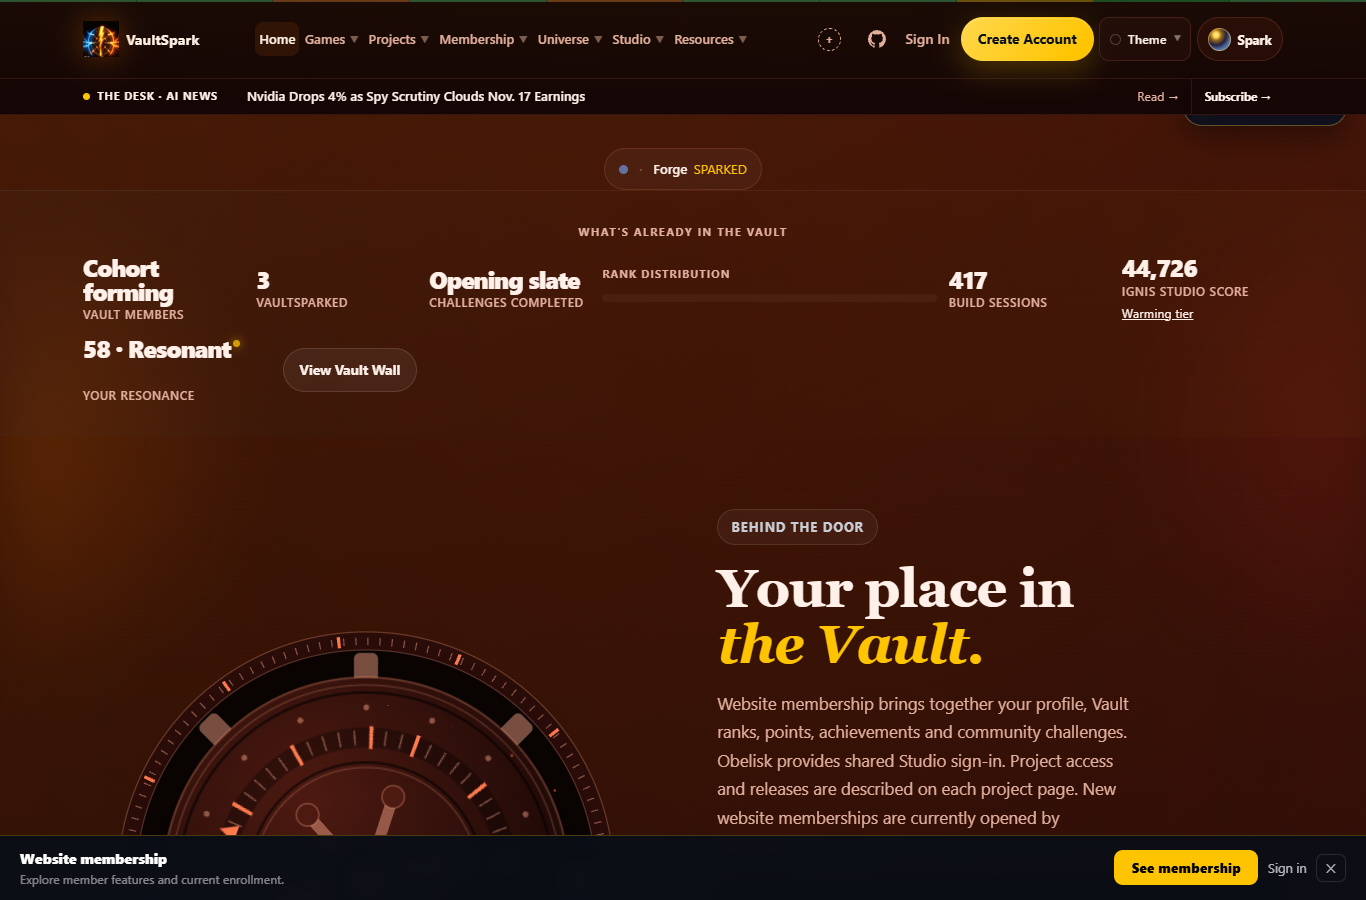 VaultSpark
Home Games Projects Membership Universe Studio Resources
Sign In
Create Account
Theme
Spark
THE DESK · AI NEWS
Nvidia Drops 4% as Spy Scrutiny Clouds Nov. 17 Earnings
Read →
Subscribe →
· Forge SPARKED
WHAT'S ALREADY IN THE VAULT
Cohort
forming
VAULT MEMBERS
3
VAULTSPARKED
Opening slate
CHALLENGES COMPLETED
RANK DISTRIBUTION
417
BUILD SESSIONS
44,726
IGNIS STUDIO SCORE
Warming tier
58 · Resonant
YOUR RESONANCE
View Vault Wall
BEHIND THE DOOR
Your place in
the Vault.
Website membership brings together your profile, Vault
ranks, points, achievements and community challenges.
Obelisk provides shared Studio sign-in. Project access
and releases are described on each project page. New
website memberships are currently opened by
Website membership
Explore member features and current enrollment.
See membership
Sign in